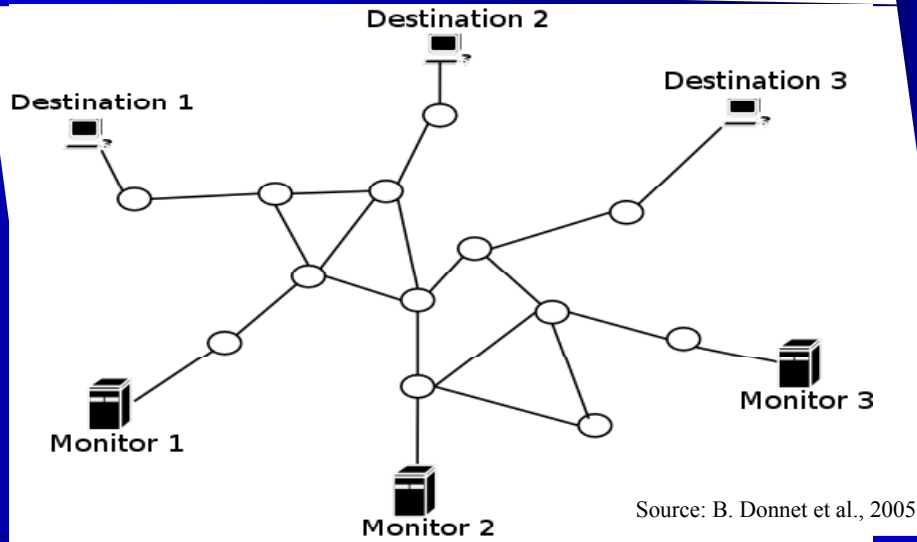 Destination 2
Destination 3
Destination 1
Monitor 3
Monitor 1
Source: B. Donnet et al., 2005
Monitor 2